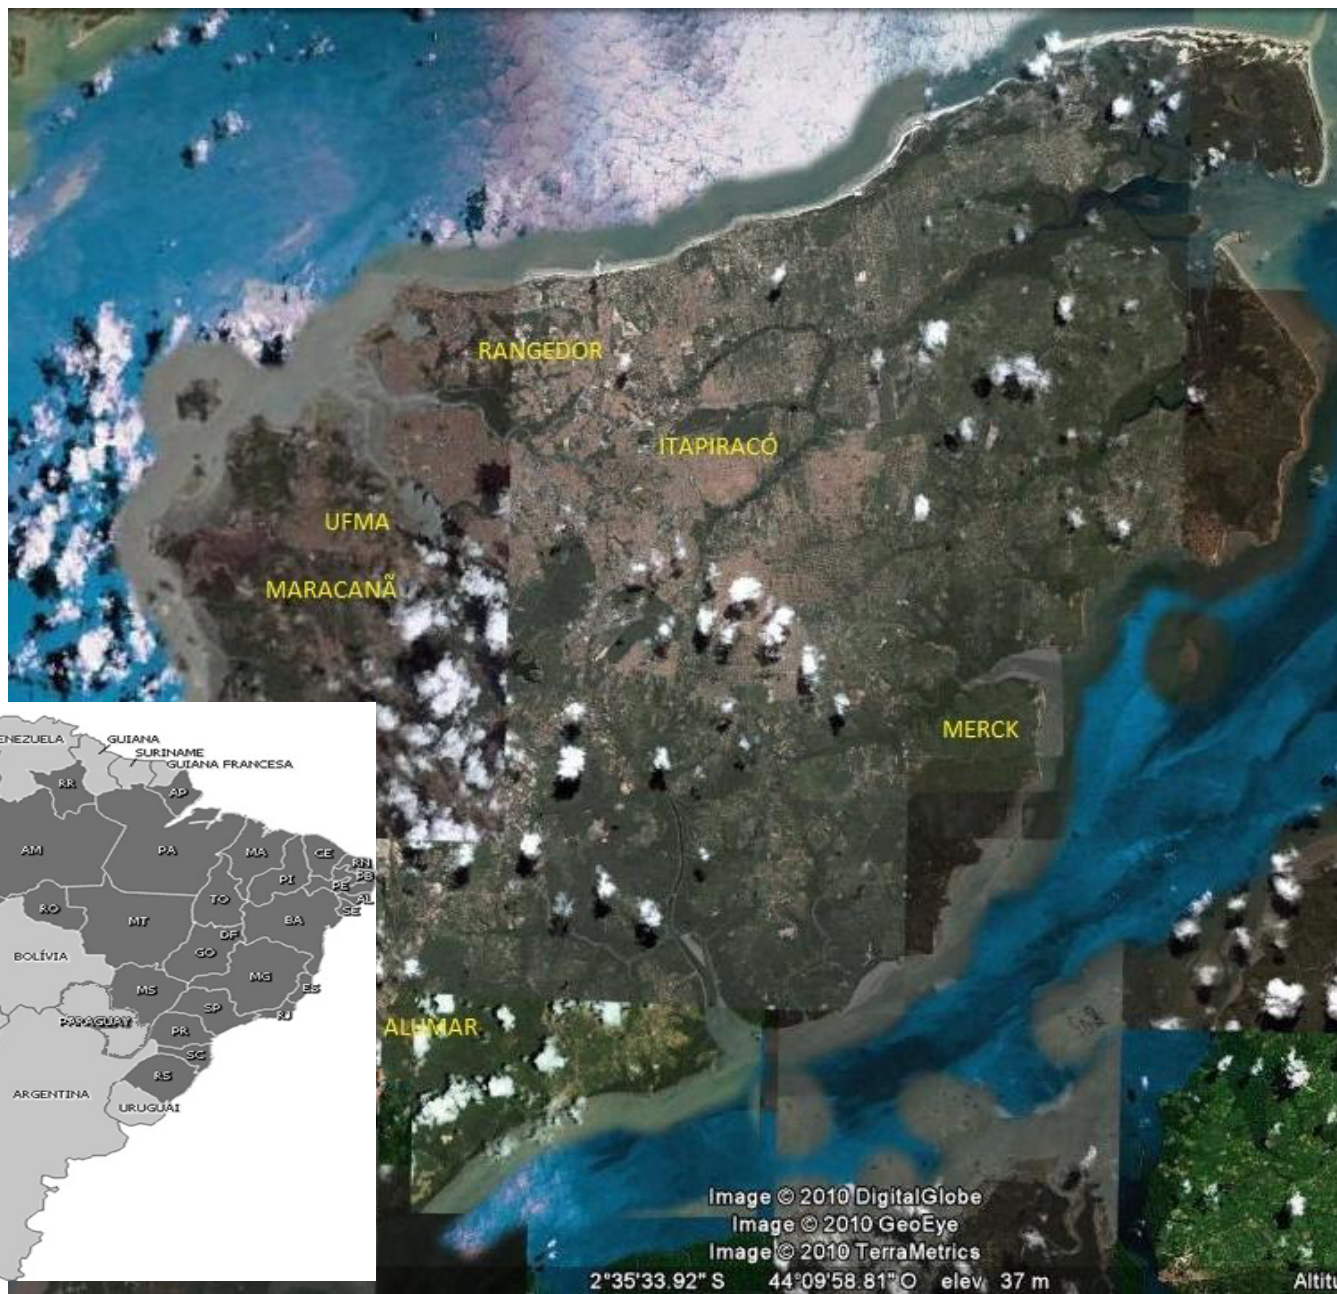 RANGEDOR
ITAPIRACÓ
UFMA
MARACANÃ
MERCK
ENEZUELA
GUIANA
SURINAME
GUIANA FRANCESA
RR
AP
AM
PA
MA
CE
RN
PB
PI
PE
AL
TO
SE
RO
MT
BA
DF
GO
BOLÍVIA
MG
MS
ES
SP
RJ
PARAGUAY
PR
SC
RS
ARGENTINA
URUGUAI
ALUMAR
Image © 2010 DigitalGlobe
Image © 2010 GeoEye
Image © 2010 TerraMetrics
2°35'33.92" S 44°09'58.81" O elev 37 m Altitu